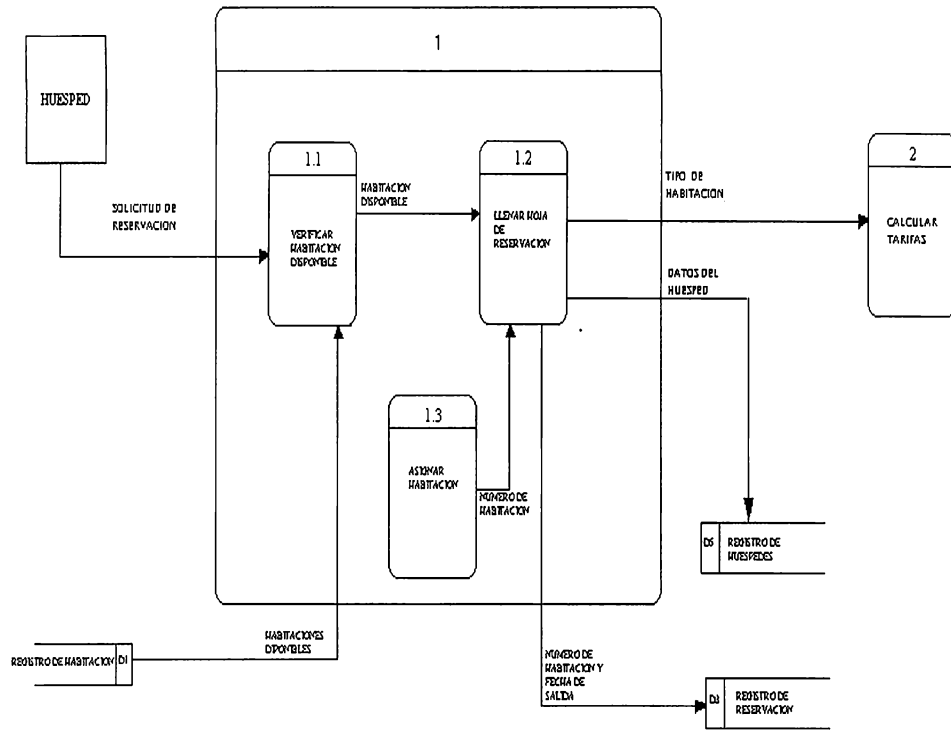 1
HUESPED
1.1
VERIFICAR
HABITACION
DISPONIBLE
SOLICITUD DE
RESERVACION
HABITACION
DISPONIBLE
1.2
LLENAR HOJA
DE
RESERVACION
TIPO DE
HABITACION
2
CALCULAR
TARIFAS
DATOS DEL
HUESPED
1.3
ASIGNAR
HABITACION
NUMERO DE
HABITACION
D5
REGISTRO DE
HUESPEDES
REGISTRO DE HABITACION
D1
HABITACIONES
DIPONIBLES
NUMERO DE
HABITACION Y
FECHA DE
SALIDA
REGISTRO DE
RESERVACION